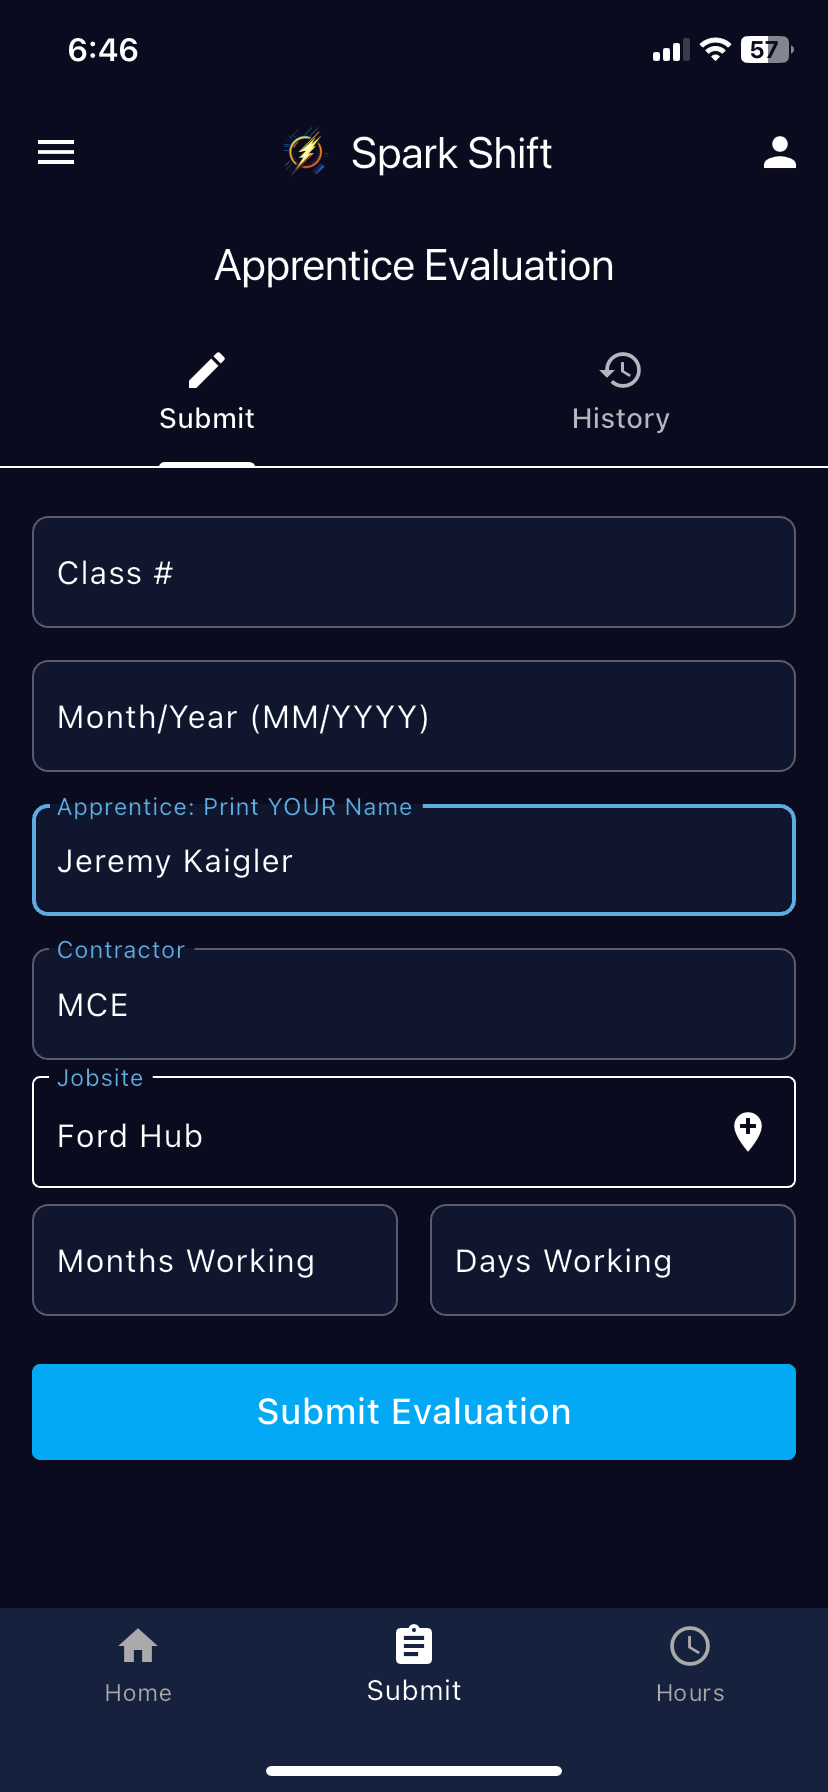 6:46
57
Spark Shift
Apprentice Evaluation
Submit
History
Class #
Month/Year (MM/YYYY)
Apprentice: Print YOUR Name
Jeremy Kaigler
Contractor
MCE
Jobsite
Ford Hub
Months Working
Days Working
Submit Evaluation
Home
Submit
Hours